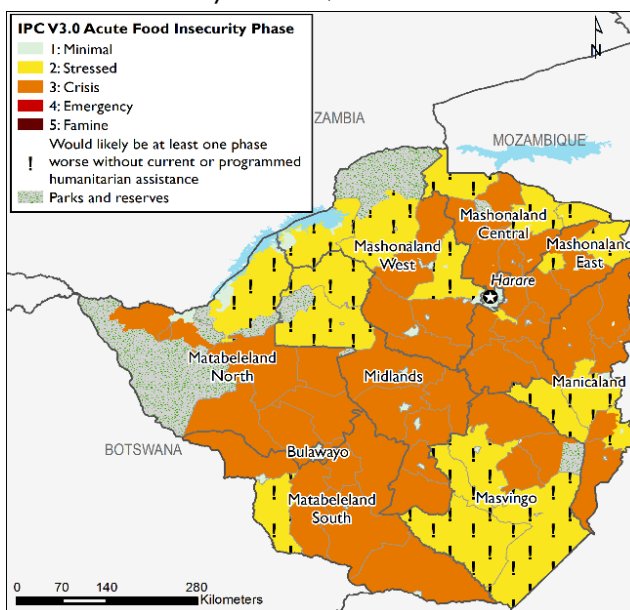 IPC V3.0 Acute Food Insecurity Phase
1: Minimal
2: Stressed
3: Crisis
4: Emergency
5: Famine
Would likely be at least one phase
! worse without current or programmed
humanitarian assistance
Parks and reserves
N
ZAMBIA
MOZAMBIQUE
Mashonaland
Central
Mashonaland
West
Mashonaland
East
Harare
Matabeleland
North
Midlands
Manicaland
BOTSWANA
Bulawayo
Matabeleland
South
Masvingo
0 70 140 280
Kilometers